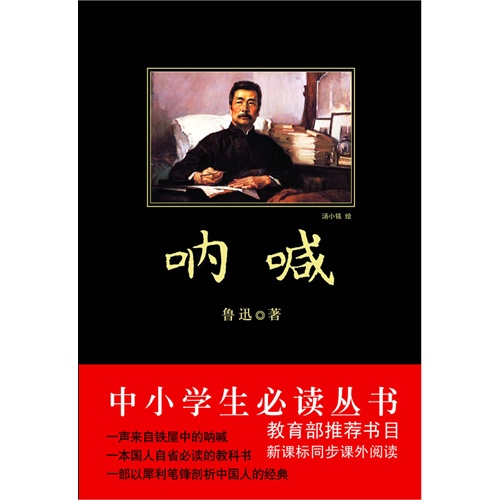 汤小铭 绘
呐喊
鲁迅◎著
中小学生必读丛书
教育部推荐书目
一声来自铁屋中的呐喊
新课标同步课外阅读
一本国人自省必读的教科书
一部以犀利笔锋剖析中国人的经典